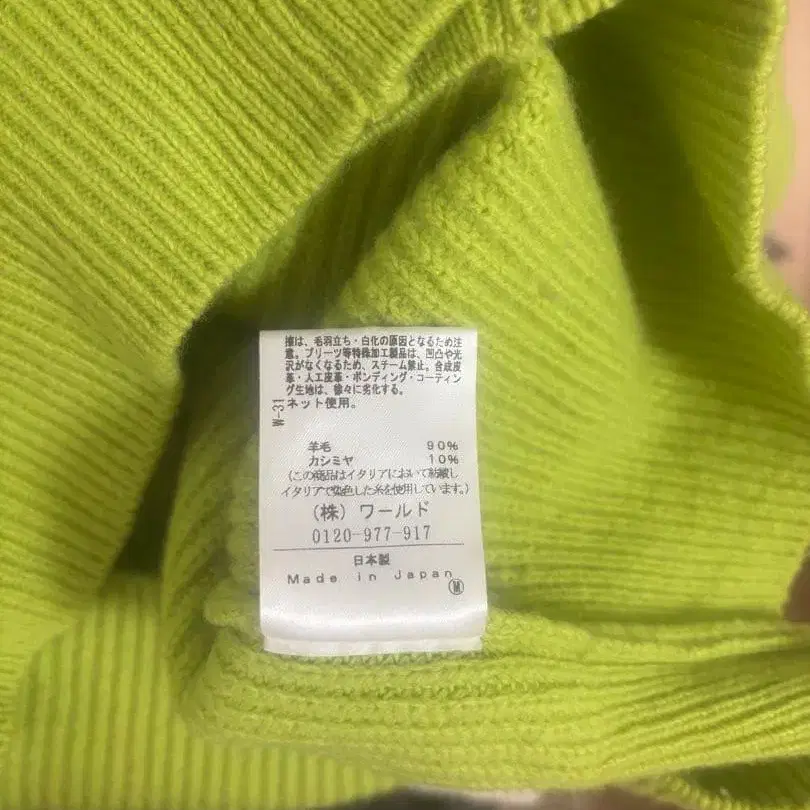 擦は、毛羽立ち・白化の原因となるため注
意。プリーツ等特殊加工製品は、凹凸や光
沢がなくなるため、スチーム禁止。合成皮
革・人工皮革・ボンディング・コーティン
グ生地は、徐々に劣化する。
ネット使用。
W-31
羊毛 90%
カシミヤ 10%
(この商品はイタリアにおいて紡績し
イタリアで染色した糸を使用しています。)
(株) ワールド
0120-977-917
日本製
Made in Japan
M